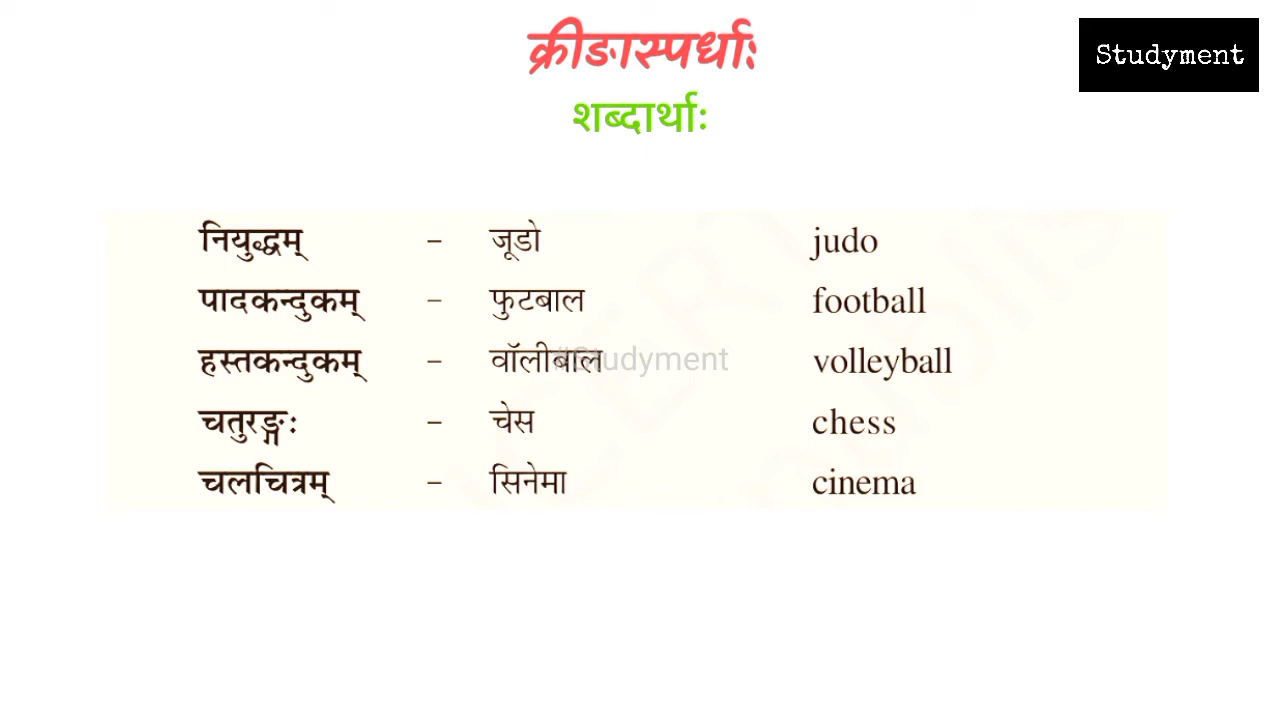 क्रीङास्पर्धाः
Studyment
शब्दार्थाः
नियुद्धम् – जूडो judo
पादकन्दुकम् – फुटबाल football
हस्तकन्दुकम् – वॉलीबाल volleyball
#Studyment
चतुरङ्गः – चेस chess
चलचित्रम् – सिनेमा cinema